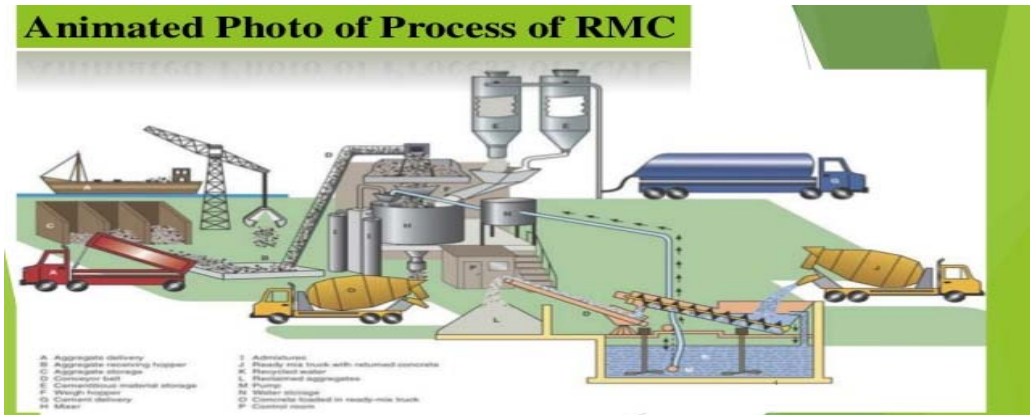 Animated Photo of Process of RMC
A Aggregate delivery
B Aggregate receiving hopper
C Aggregate storage
D Conveyor belt
E Cementitious material storage
F Weigh hopper
G Cement delivery
H Mixer
I Admixtures
J Ready mix truck with returned concrete
K Recycled water
L Reclaimed aggregates
M Pump
N Water storage
O Concrete loaded in ready-mix truck
P Control room